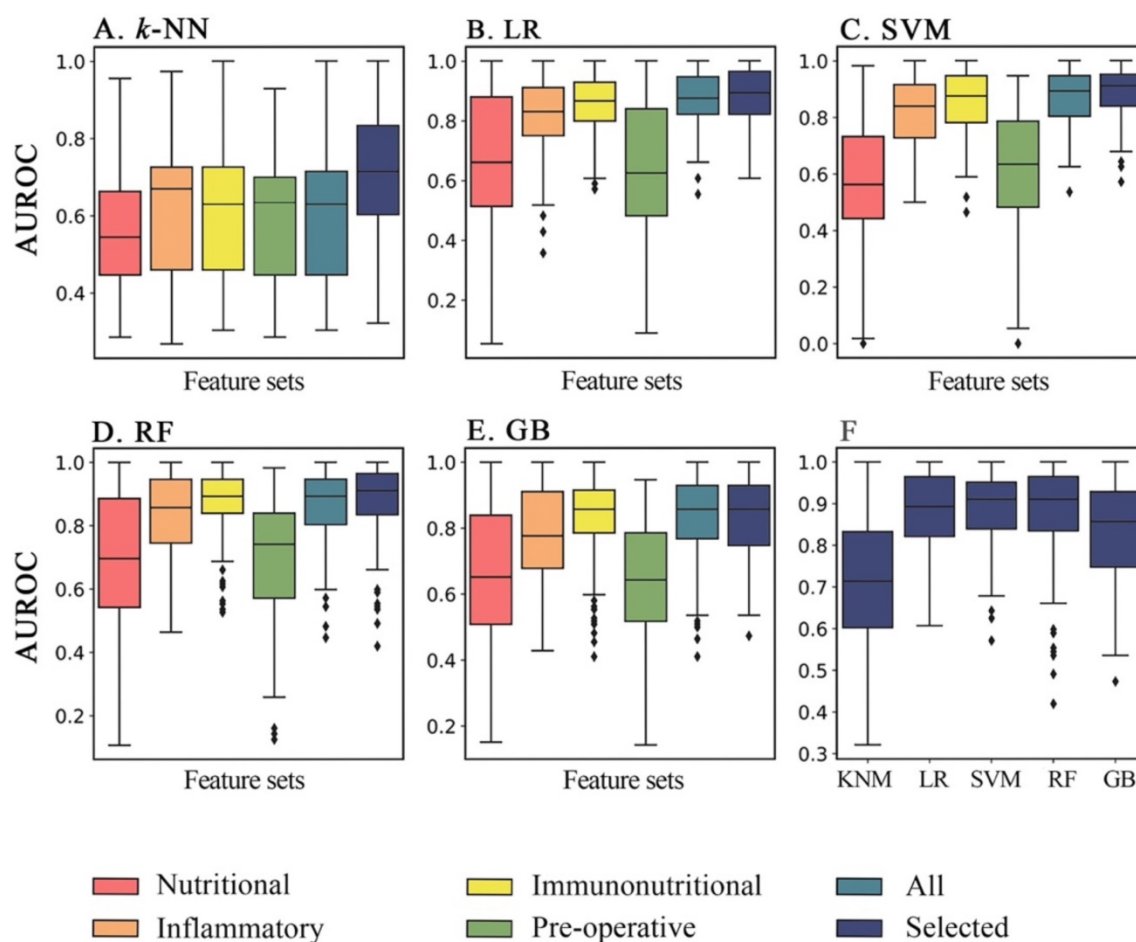 A. k-NN
B. LR
C. SVM
AUROC
1.0
0.8
0.6
0.4
1.0
0.8
0.6
0.4
0.2
1.0
0.8
0.6
0.4
0.2
0.0
Feature sets
Feature sets
Feature sets
D. RF
E. GB
F
AUROC
1.0
0.8
0.6
0.4
0.2
1.0
0.8
0.6
0.4
0.2
1.0
0.9
0.8
0.7
0.6
0.5
0.4
0.3
Feature sets
Feature sets
KNM LR SVM RF GB
Nutritional
Immunonutritional
All
Inflammatory
Pre-operative
Selected